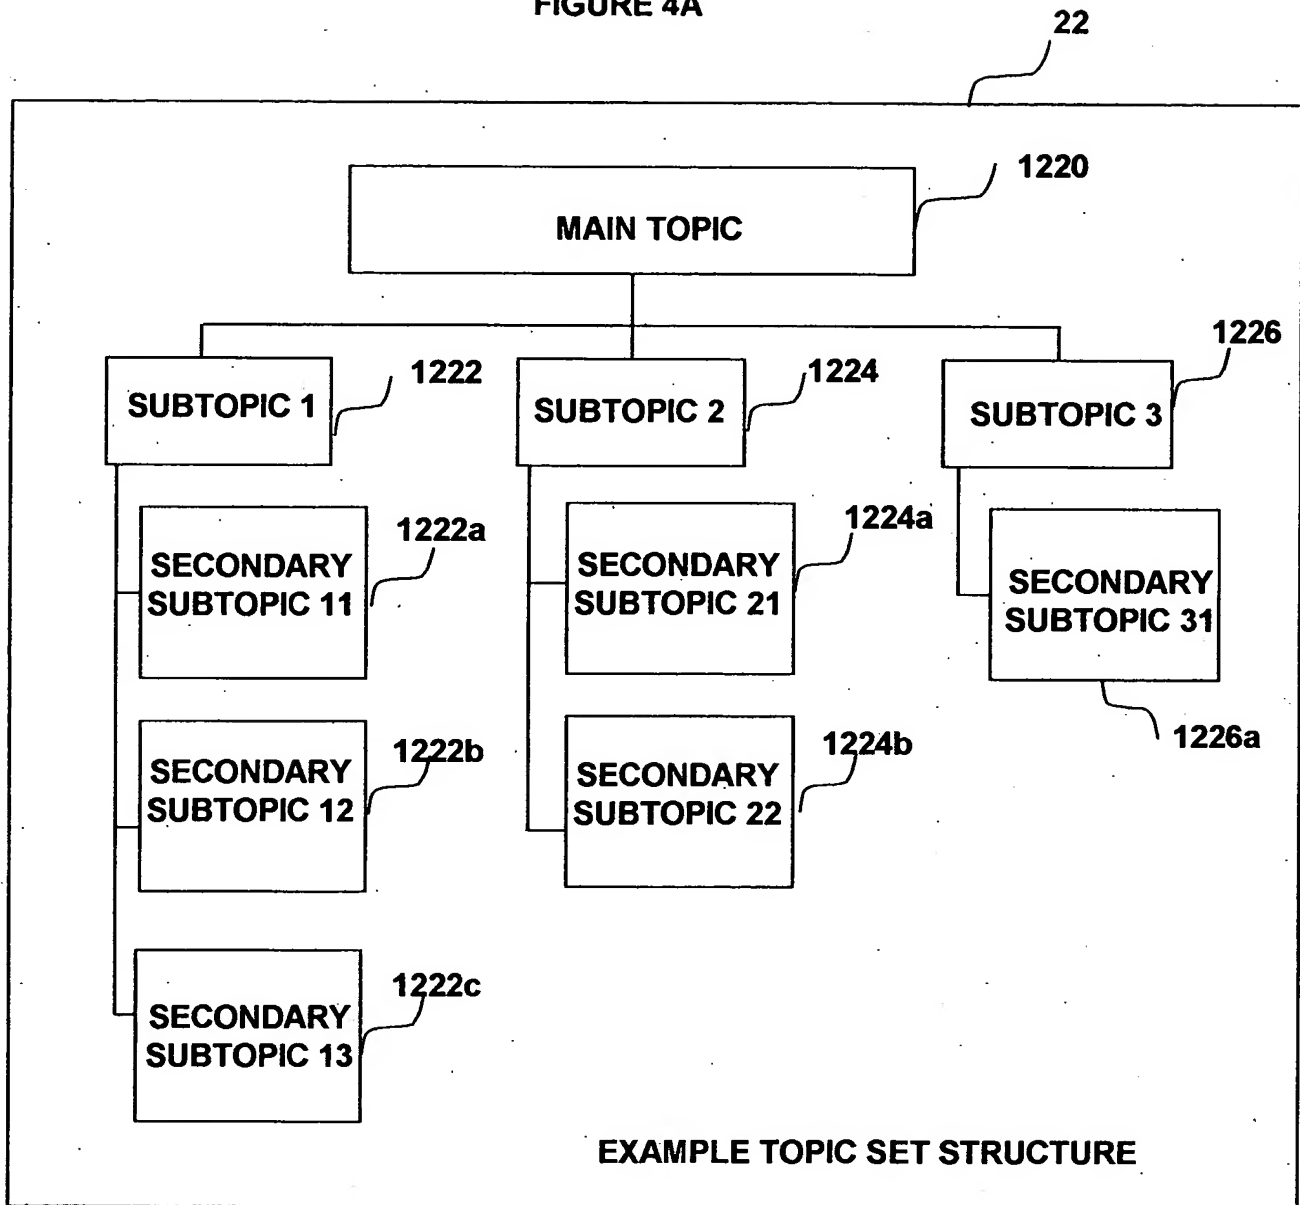 FIGURE 4A
22
1220
MAIN TOPIC
1222
1224
1226
SUBTOPIC 1
SUBTOPIC 2
SUBTOPIC 3
1222a
1224a
SECONDARY
SUBTOPIC 11
SECONDARY
SUBTOPIC 21
SECONDARY
SUBTOPIC 31
1222b
1224b
1226a
SECONDARY
SUBTOPIC 12
SECONDARY
SUBTOPIC 22
1222c
SECONDARY
SUBTOPIC 13
EXAMPLE TOPIC SET STRUCTURE